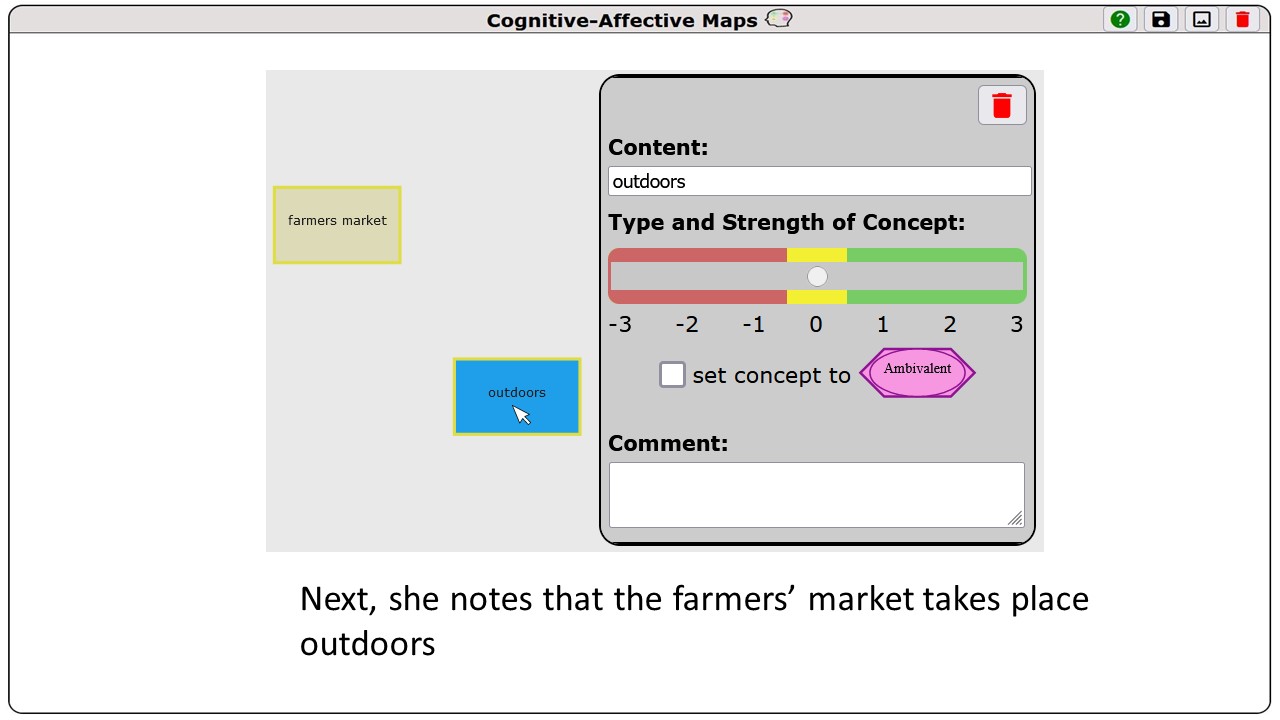 Cognitive-Affective Maps
?
Content:
outdoors
farmers market
Type and Strength of Concept:
-3 -2 -1 0 1 2 3
outdoors
set concept to Ambivalent
Comment:
Next, she notes that the farmers’ market takes place
outdoors